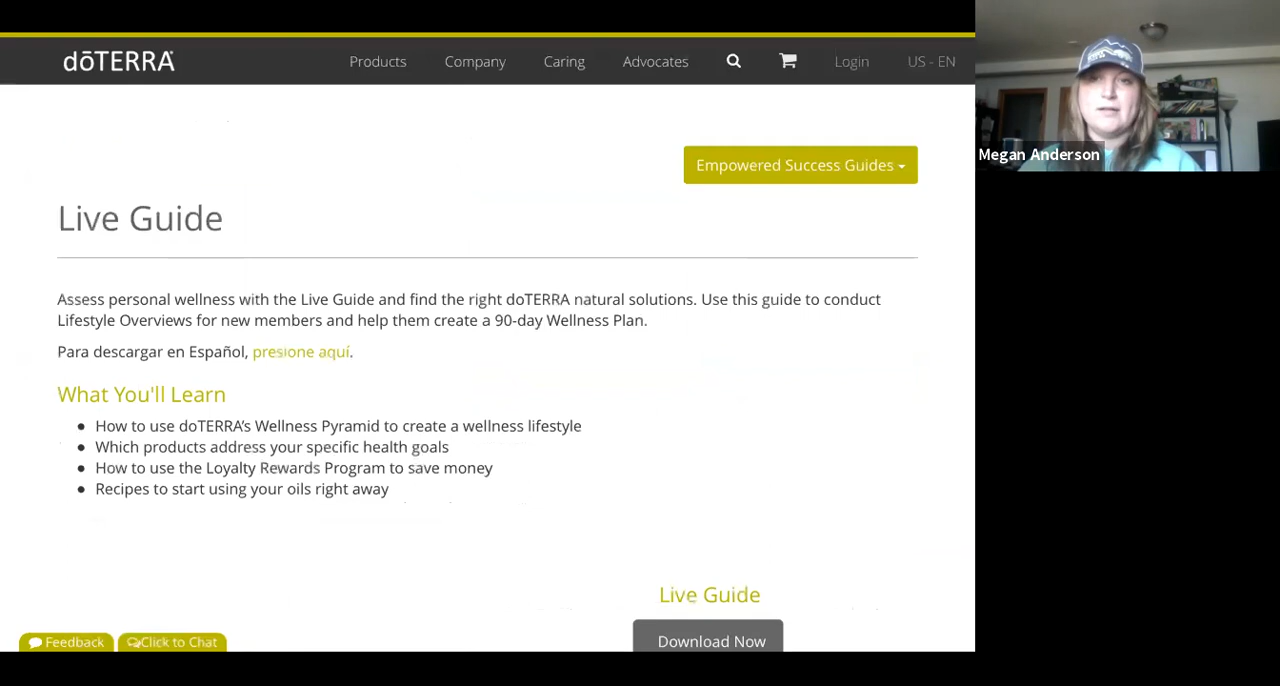 dōTERRA
Products Company Caring Advocates Login US - EN
Empowered Success Guides
Live Guide
Assess personal wellness with the Live Guide and find the right doTERRA natural solutions. Use this guide to conduct
Lifestyle Overviews for new members and help them create a 90-day Wellness Plan.
Para descargar en Español, presione aquí.
What You'll Learn
● How to use doTERRA’s Wellness Pyramid to create a wellness lifestyle
● Which products address your specific health goals
● How to use the Loyalty Rewards Program to save money
● Recipes to start using your oils right away
Live Guide
Download Now
Feedback Click to Chat
Megan Anderson